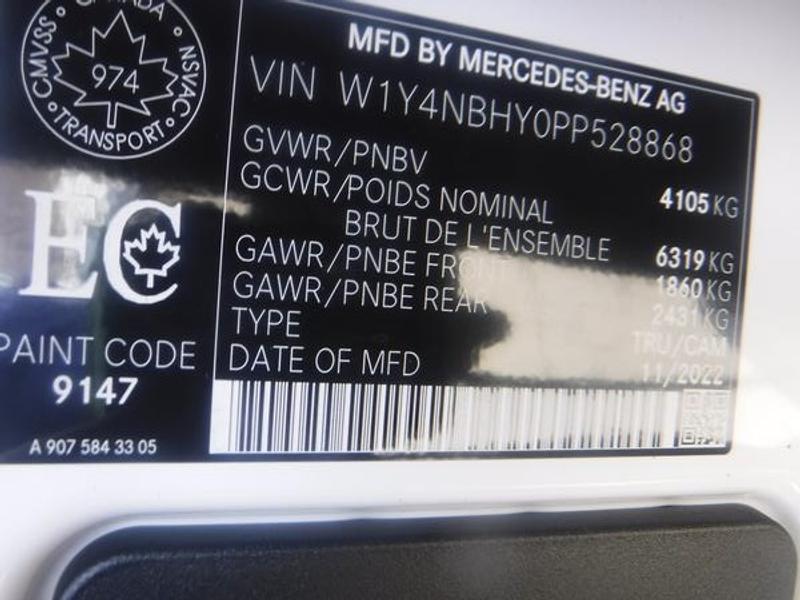 CANADA
CMVSS
NSVAC
974
TRANSPORT
MFD BY MERCEDES-BENZ AG
VIN W1Y4NBHY0PP528868
GVWR/PNBV 4105 KG
GCWR/POIDS NOMINAL
BRUT DE L'ENSEMBLE 6319 KG
GAWR/PNBE FRONT 1860 KG
GAWR/PNBE REAR 2431 KG
TYPE TRU/CAM
DATE OF MFD 11/2022
EC
PAINT CODE
9147
A 907 584 33 05